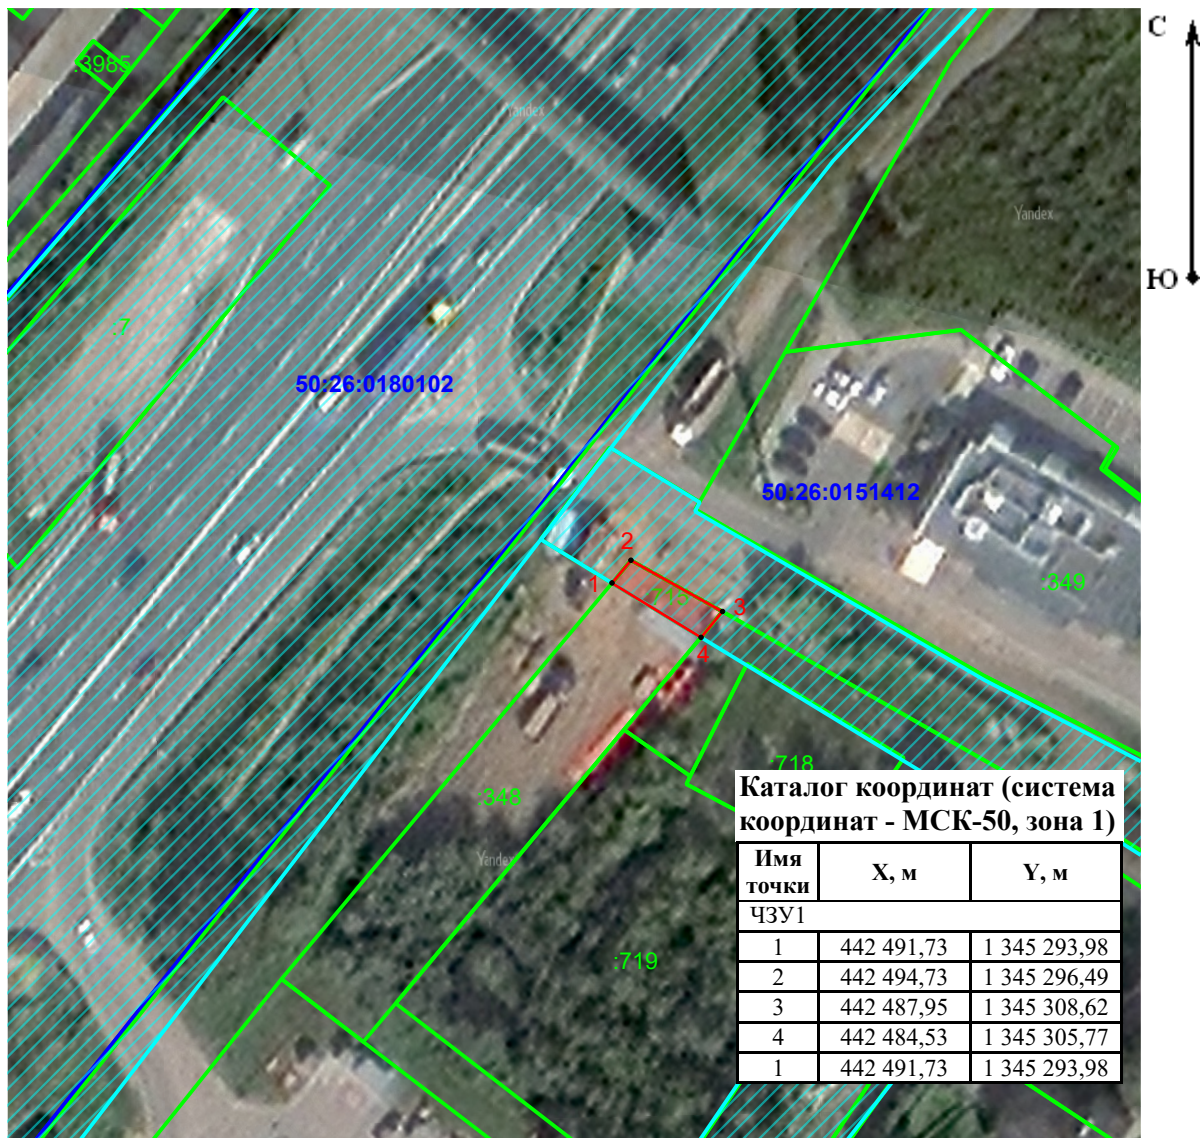 С
:3985
Yandex
Yandex
Ю
:7
50:26:0180102
50:26:0151412
2
1
3
:349
4
:718
:348
Yandex
:719
Каталог координат (система
координат - МСК-50, зона 1)
Имя точки X, м Y, м
ЧЗУ1
1 442 491,73 1 345 293,98
2 442 494,73 1 345 296,49
3 442 487,95 1 345 308,62
4 442 484,53 1 345 305,77
1 442 491,73 1 345 293,98